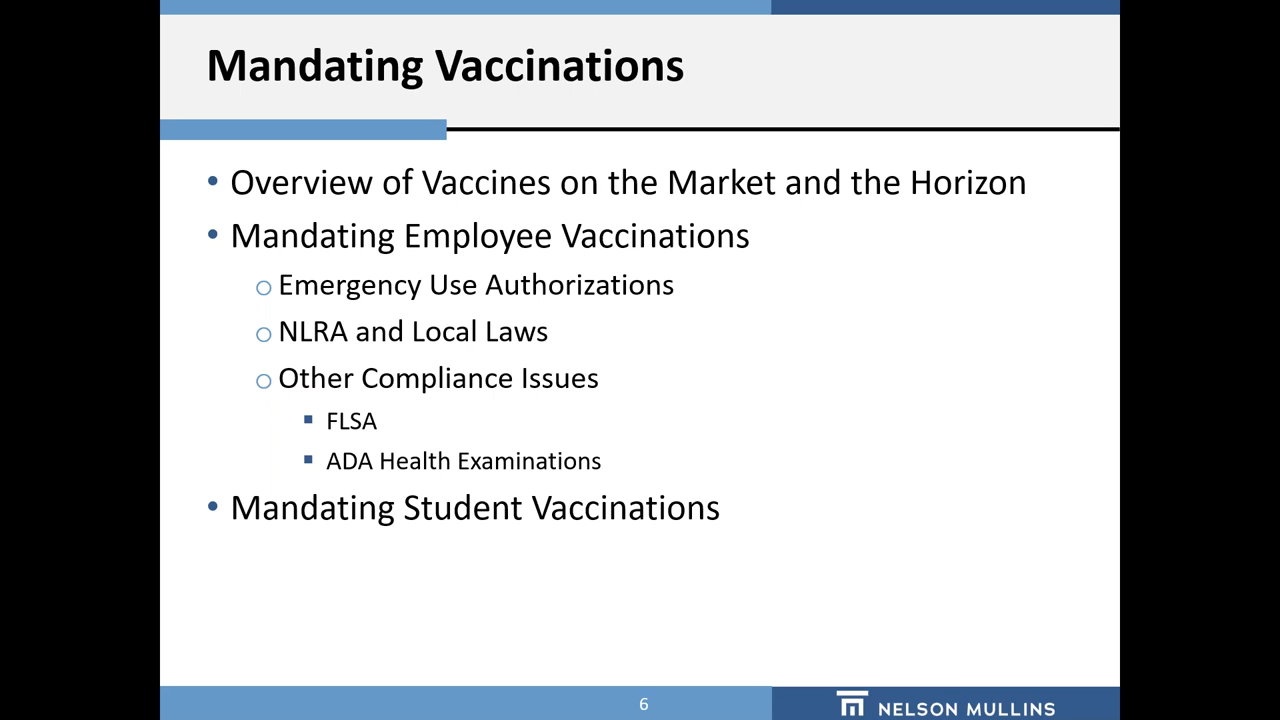 Mandating Vaccinations
• Overview of Vaccines on the Market and the Horizon
• Mandating Employee Vaccinations
o Emergency Use Authorizations
o NLRA and Local Laws
o Other Compliance Issues
▪ FLSA
▪ ADA Health Examinations
• Mandating Student Vaccinations
6
NELSON MULLINS